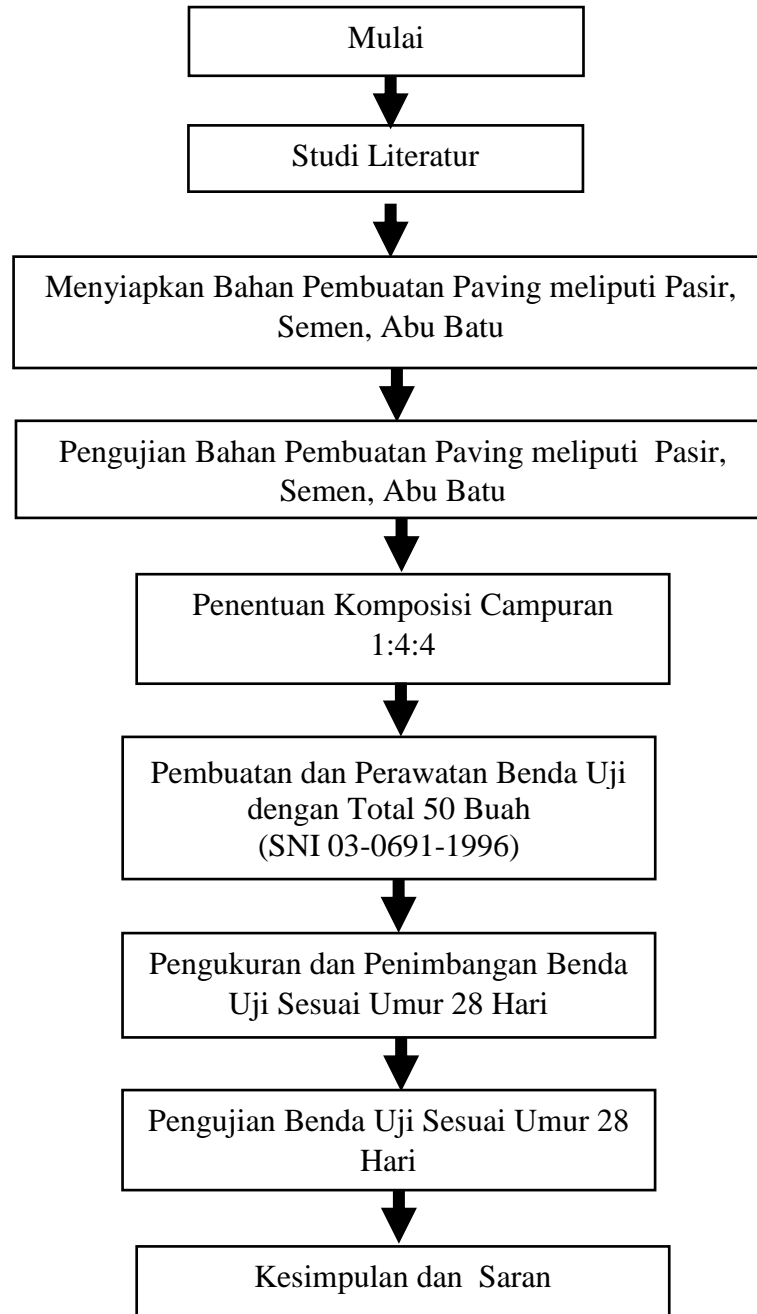 Mulai
Studi Literatur
Menyiapkan Bahan Pembuatan Paving meliputi Pasir,
Semen, Abu Batu
Pengujian Bahan Pembuatan Paving meliputi  Pasir,
Semen, Abu Batu
Penentuan Komposisi Campuran
1:4:4
Pembuatan dan Perawatan Benda Uji
dengan Total 50 Buah
(SNI 03-0691-1996)
Pengukuran dan Penimbangan Benda
Uji Sesuai Umur 28 Hari
Pengujian Benda Uji Sesuai Umur 28
Hari
Kesimpulan dan  Saran